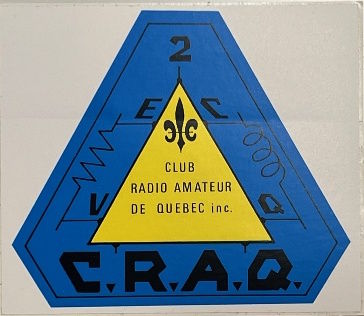 2
E C
CLUB
RADIO AMATEUR
V DE QUEBEC inc. Q
C.R.A.Q.